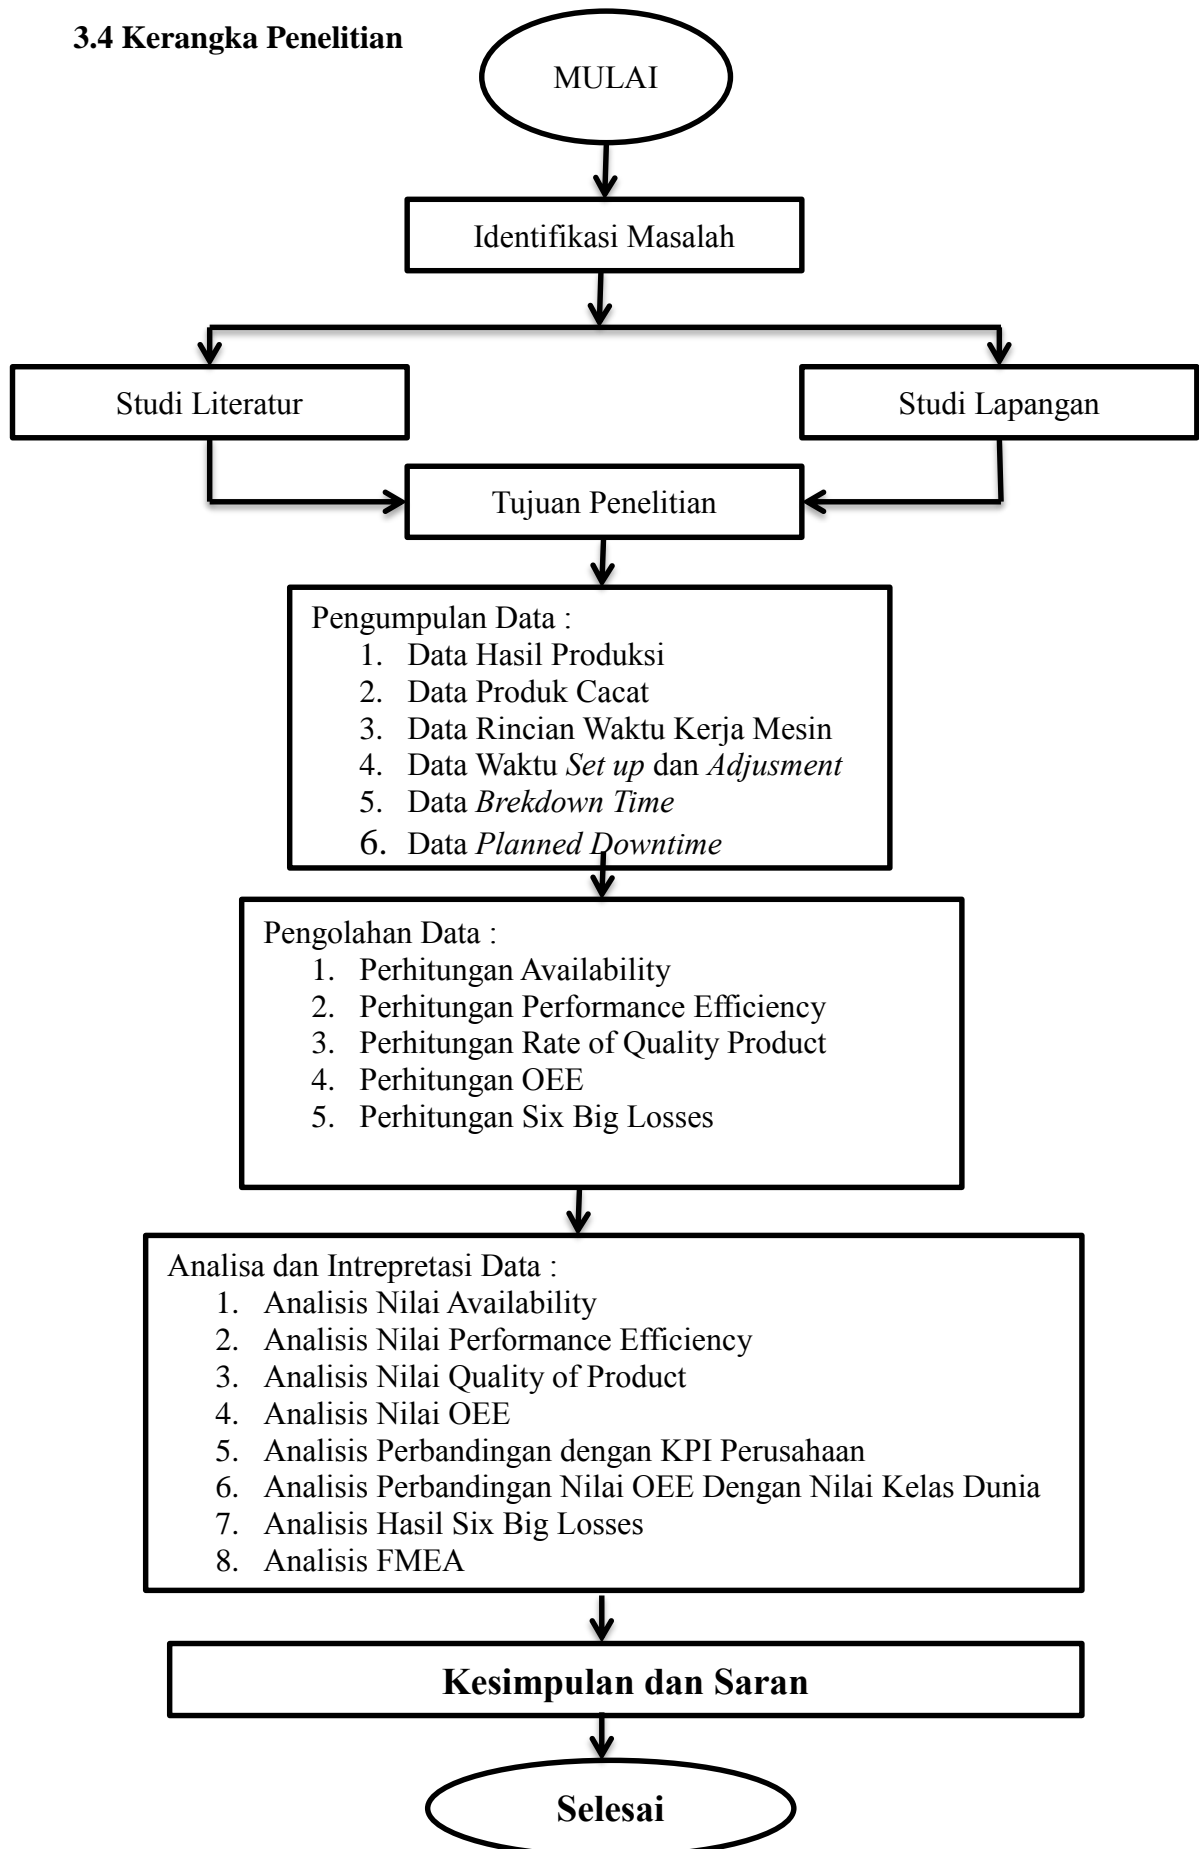 3.4 Kerangka Penelitian
MULAI
Identifikasi Masalah
Studi Literatur
Studi Lapangan
Tujuan Penelitian
Pengumpulan Data :
1. Data Hasil Produksi
2. Data Produk Cacat
3. Data Rincian Waktu Kerja Mesin
4. Data Waktu Set up dan Adjusment
5. Data Brekdown Time
6. Data Planned Downtime
Pengolahan Data :
1. Perhitungan Availability
2. Perhitungan Performance Efficiency
3. Perhitungan Rate of Quality Product
4. Perhitungan OEE
5. Perhitungan Six Big Losses
Analisa dan Intrepretasi Data :
1. Analisis Nilai Availability
2. Analisis Nilai Performance Efficiency
3. Analisis Nilai Quality of Product
4. Analisis Nilai OEE
5. Analisis Perbandingan dengan KPI Perusahaan
6. Analisis Perbandingan Nilai OEE Dengan Nilai Kelas Dunia
7. Analisis Hasil Six Big Losses
8. Analisis FMEA
Kesimpulan dan Saran
Selesai